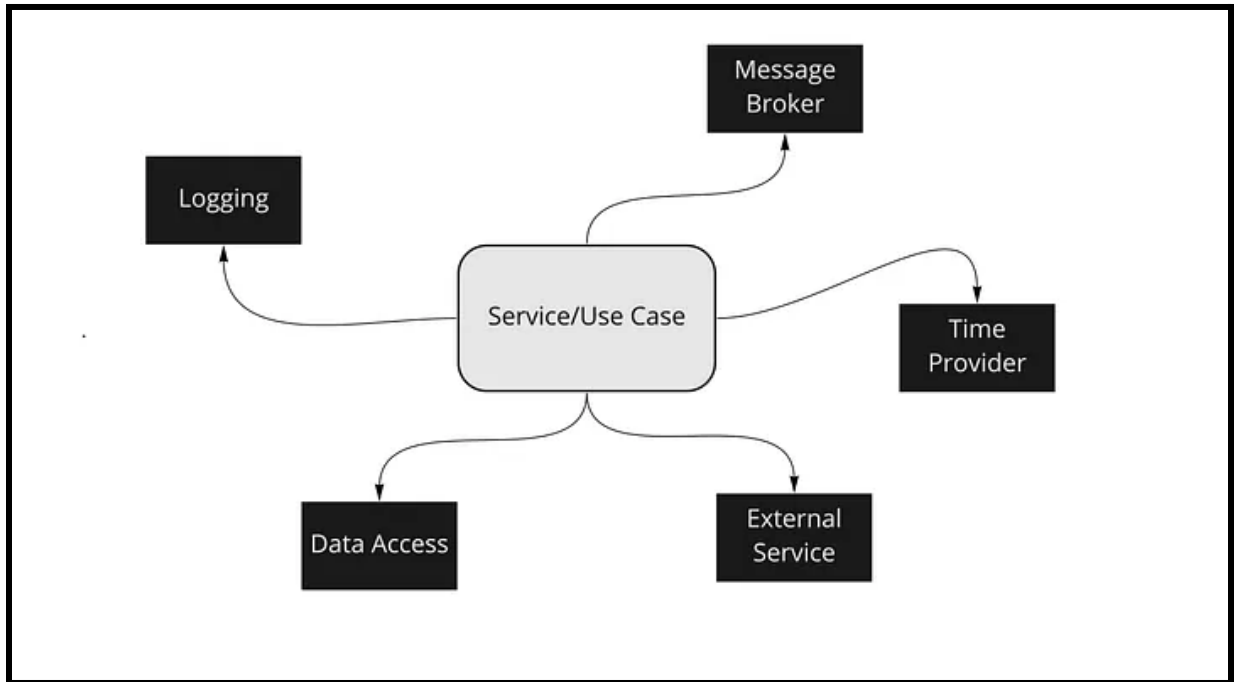 Message
Broker
Logging
Service/Use Case
Time
Provider
Data Access
External
Service